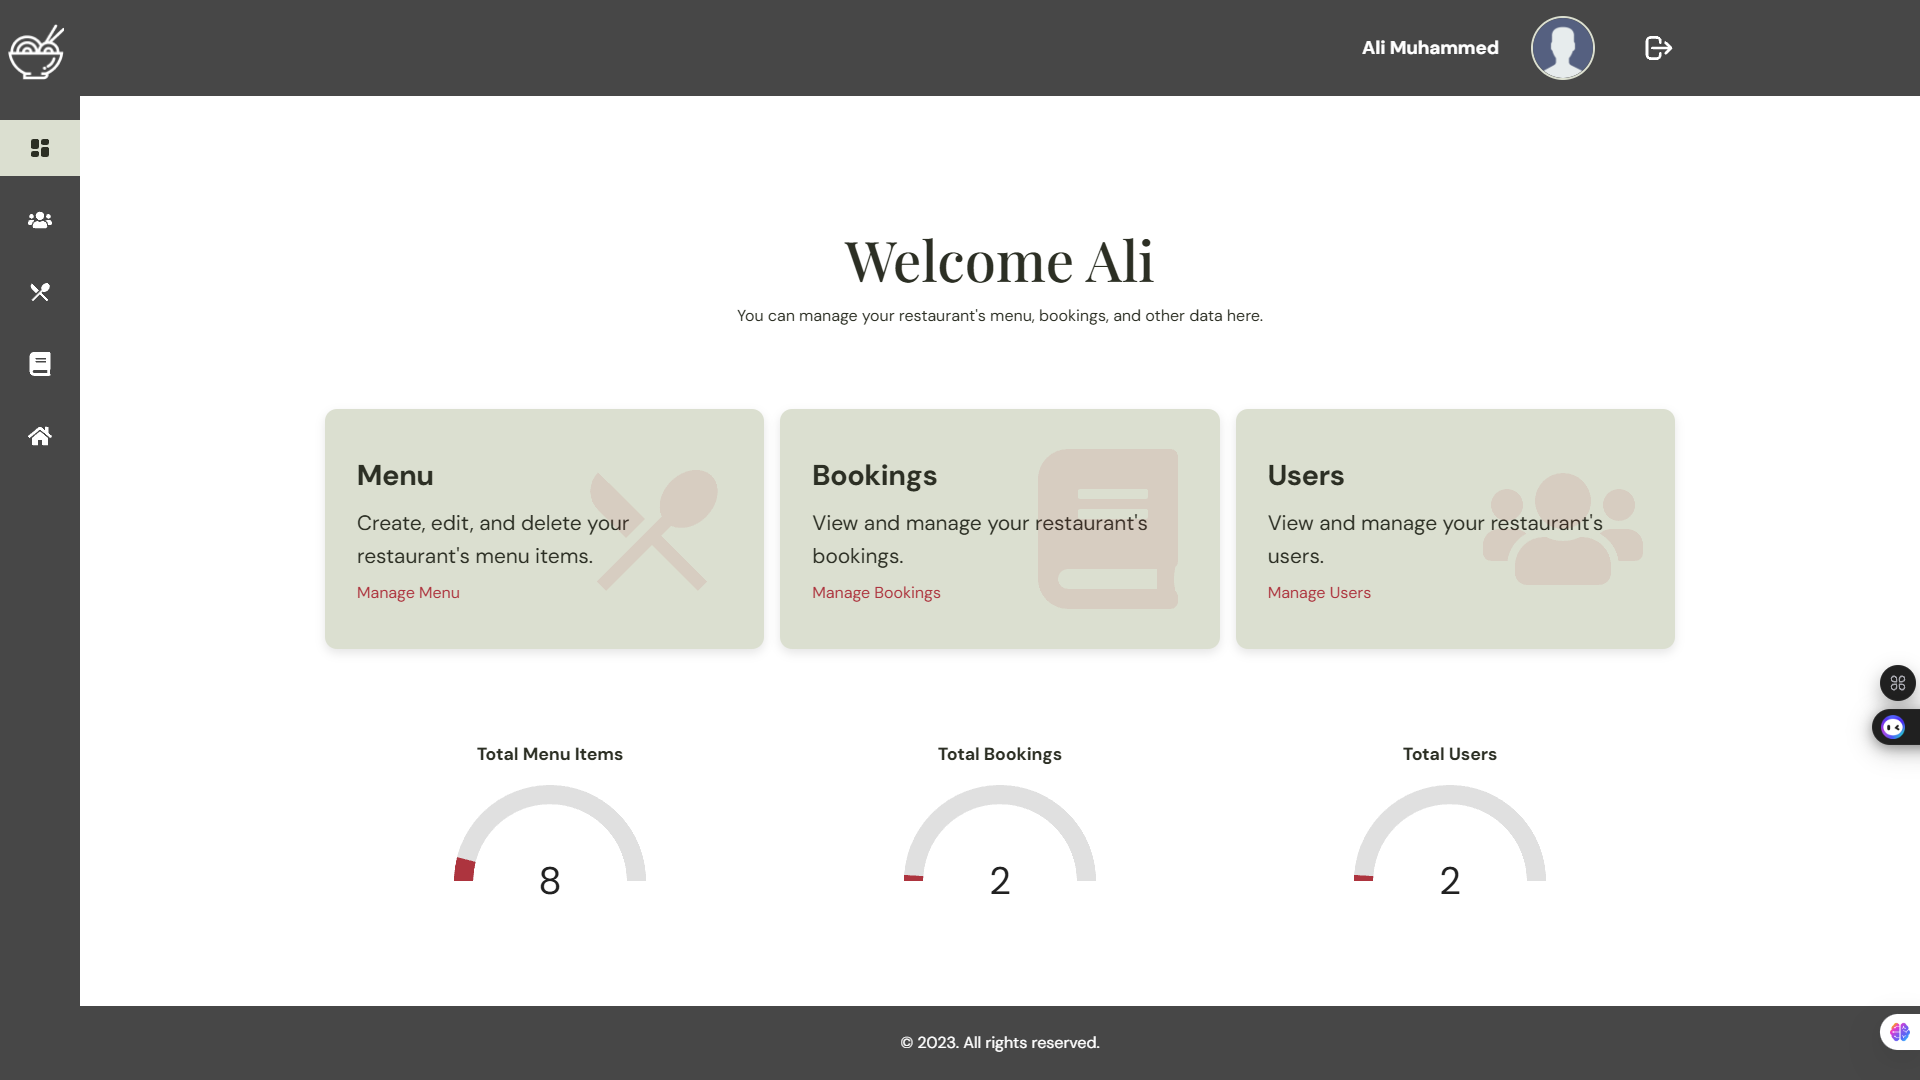 Ali Muhammed
Welcome Ali
You can manage your restaurant's menu, bookings, and other data here.
Menu
Create, edit, and delete your
restaurant's menu items.
Manage Menu
Bookings
View and manage your restaurant's
bookings.
Manage Bookings
Users
View and manage your restaurant's
users.
Manage Users
Total Menu Items
8
Total Bookings
2
Total Users
2
© 2023. All rights reserved.